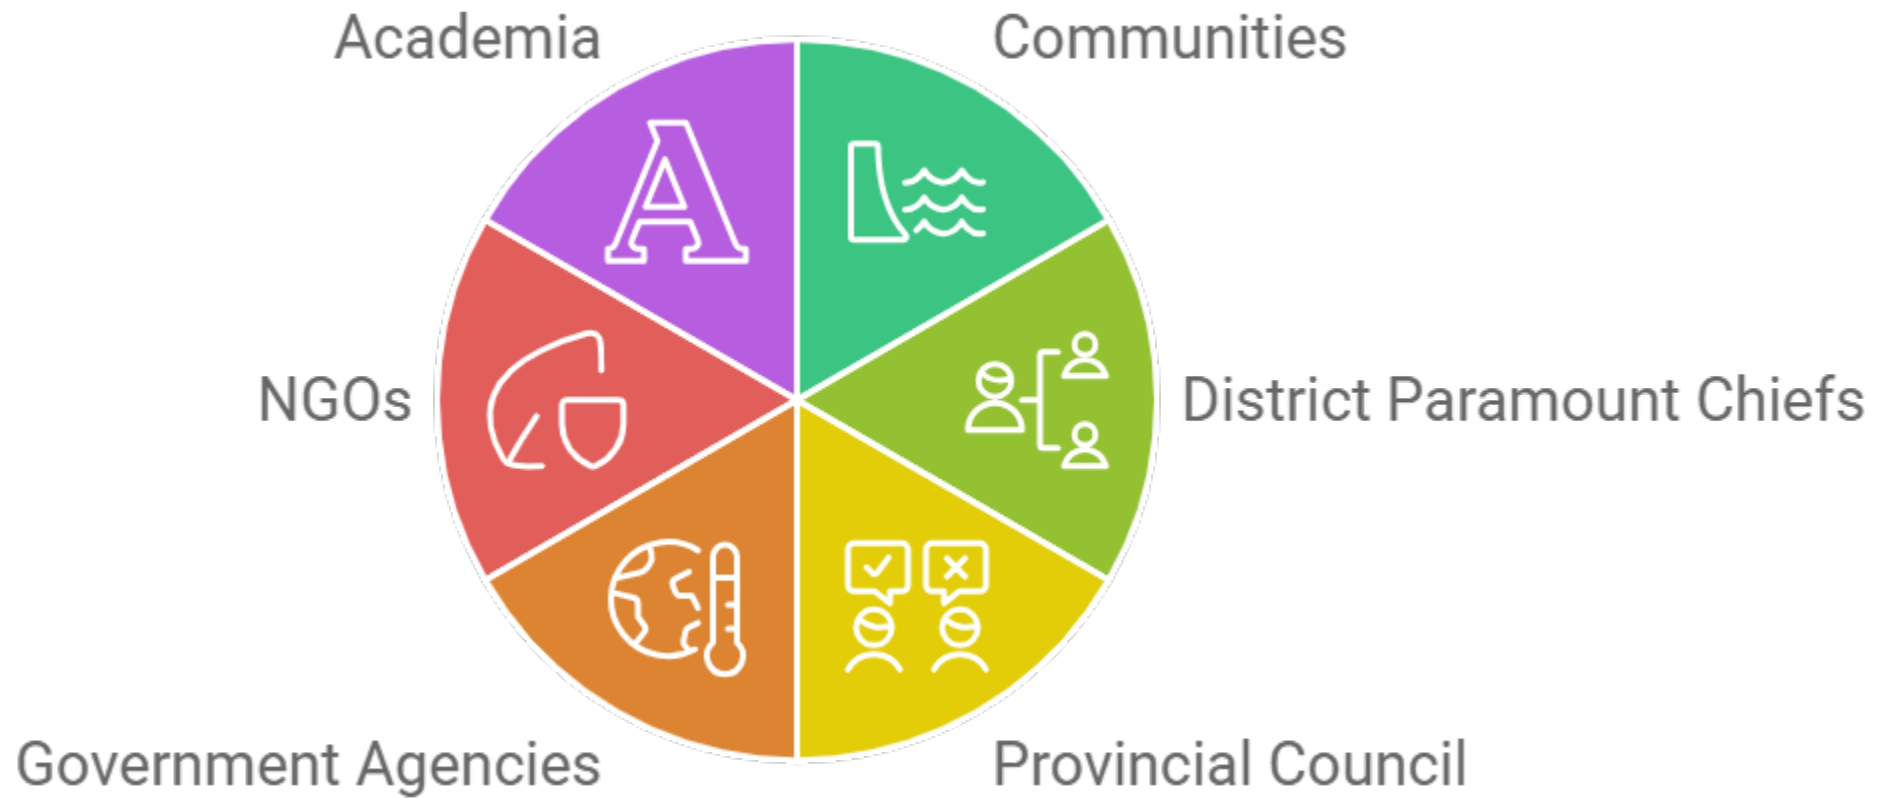 Academia
Communities
NGOs
District Paramount Chiefs
Government Agencies
Provincial Council